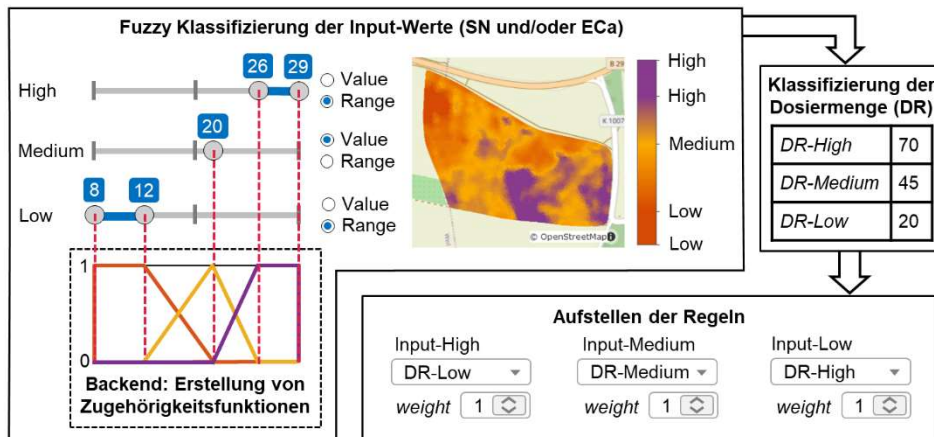 Fuzzy Klassifizierung der Input-Werte (SN und/oder ECa)
High
26
29
Value
Range
Medium
20
Value
Range
Low
8
12
Value
Range
1
0
Backend: Erstellung von
Zugehörigkeitsfunktionen
B 29
K 1007
© OpenStreetMap
High
High
Medium
Low
Low
Klassifizierung der
Dosiermenge (DR)
DR-High 70
DR-Medium 45
DR-Low 20
Aufstellen der Regeln
Input-High Input-Medium Input-Low
DR-Low DR-Medium DR-High
weight 1 weight 1 weight 1